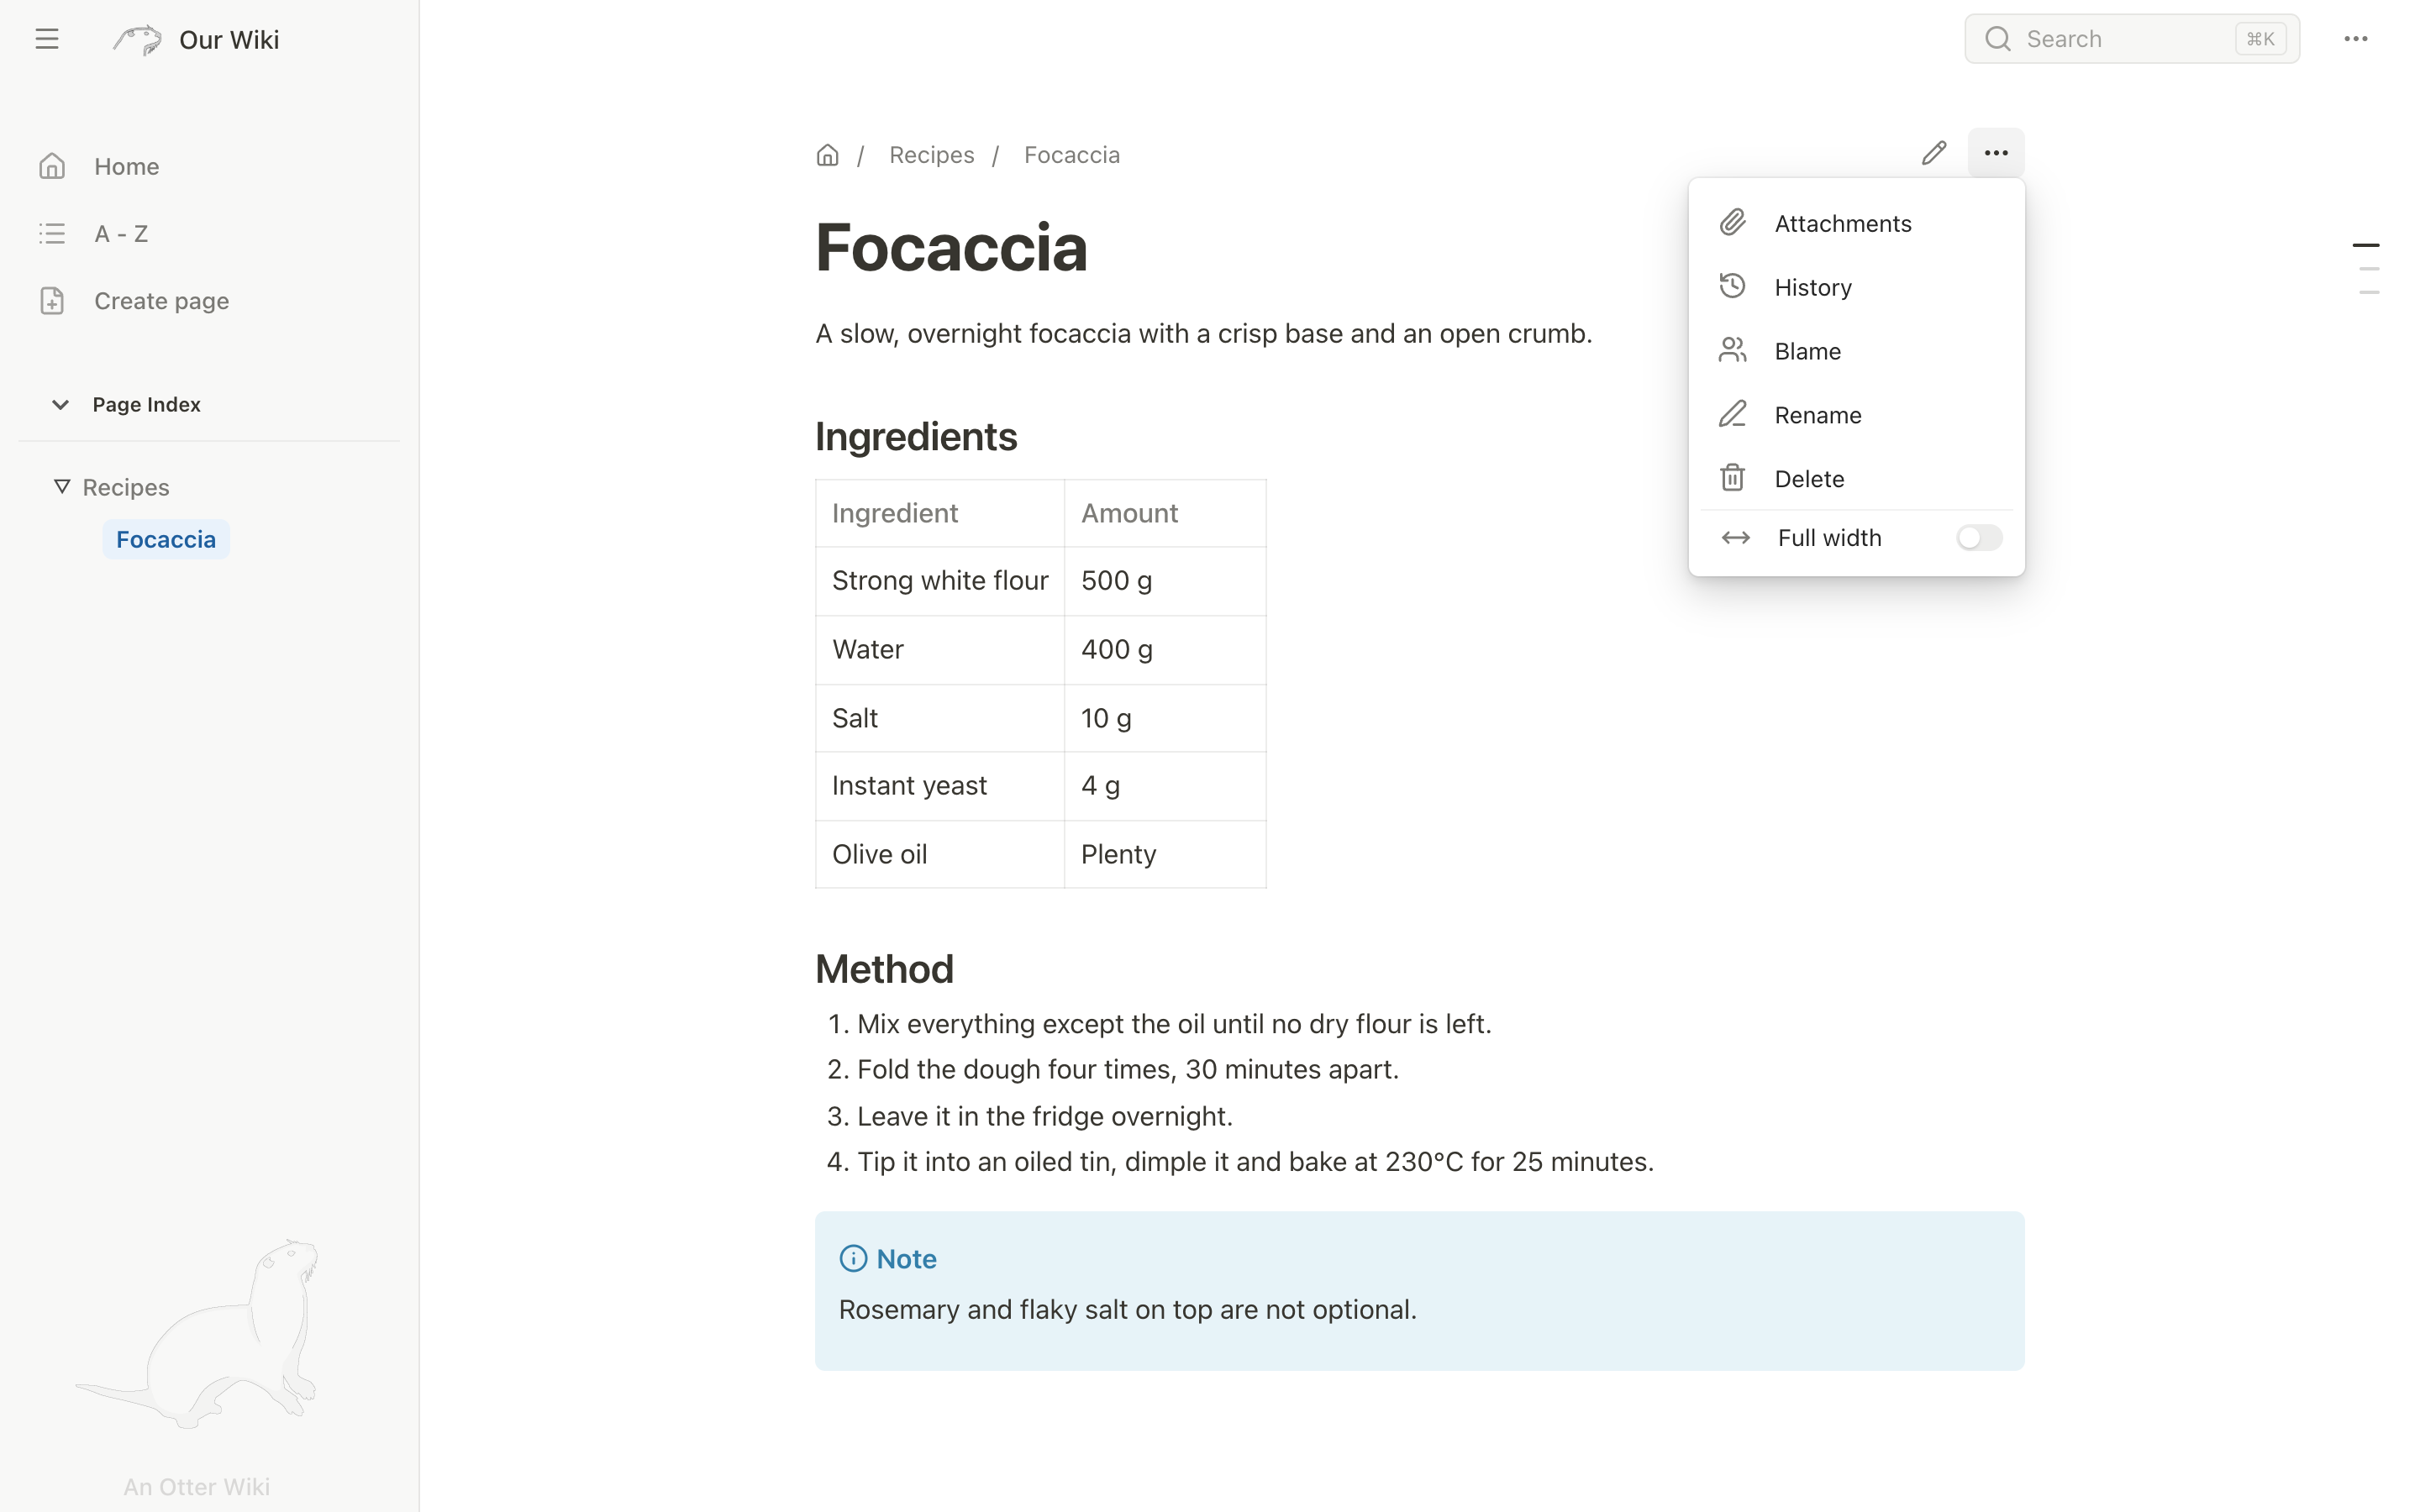 Our Wiki
Search ⌘K
Home
A - Z
Create page
Page Index
Recipes
Focaccia
An Otter Wiki
/ Recipes / Focaccia
Focaccia
A slow, overnight focaccia with a crisp base and an open crumb.
Ingredients
Ingredient Amount
Strong white flour 500 g
Water 400 g
Salt 10 g
Instant yeast 4 g
Olive oil Plenty
Method
1. Mix everything except the oil until no dry flour is left.
2. Fold the dough four times, 30 minutes apart.
3. Leave it in the fridge overnight.
4. Tip it into an oiled tin, dimple it and bake at 230°C for 25 minutes.
Note
Rosemary and flaky salt on top are not optional.
Attachments
History
Blame
Rename
Delete
Full width